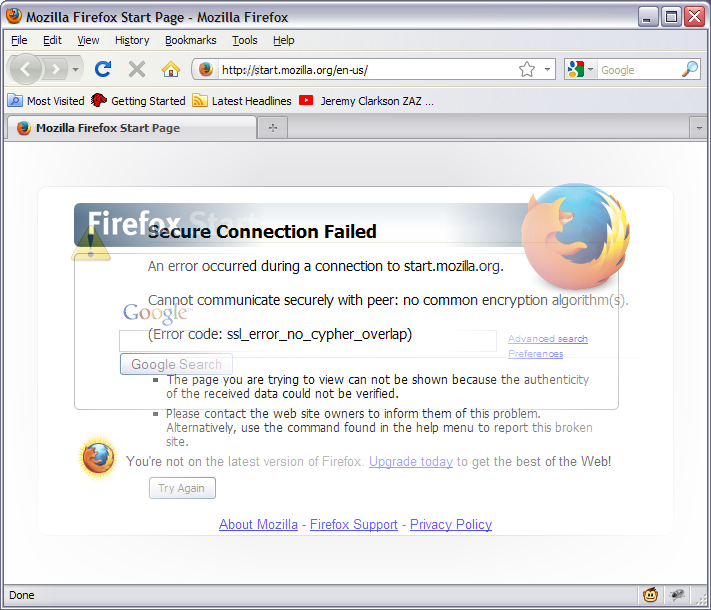 Mozilla Firefox Start Page - Mozilla Firefox
File Edit View History Bookmarks Tools Help
http://start.mozilla.org/en-us/ Google
Most Visited Getting Started Latest Headlines Jeremy Clarkson ZAZ ...
Mozilla Firefox Start Page
Firefox Start
Secure Connection Failed
An error occurred during a connection to start.mozilla.org.
Cannot communicate securely with peer: no common encryption algorithm(s).
Google™
(Error code: ssl_error_no_cypher_overlap)
Advanced search
Preferences
Google Search
The page you are trying to view can not be shown because the authenticity
of the received data could not be verified.
Please contact the web site owners to inform them of this problem.
Alternatively, use the command found in the help menu to report this broken
site.
You're not on the latest version of Firefox. Upgrade today to get the best of the Web!
Try Again
About Mozilla - Firefox Support - Privacy Policy
Done